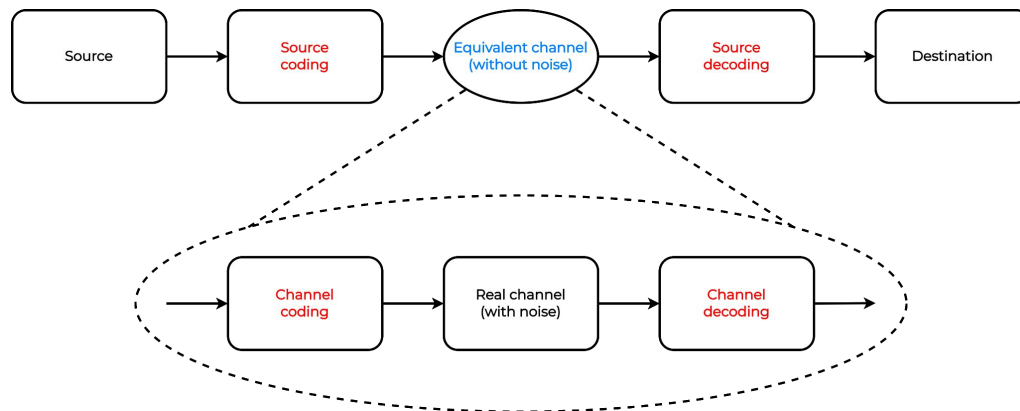 Source
Source
coding
Equivalent channel
(without noise)
Source
decoding
Destination
Channel
coding
Real channel
(with noise)
Channel
decoding